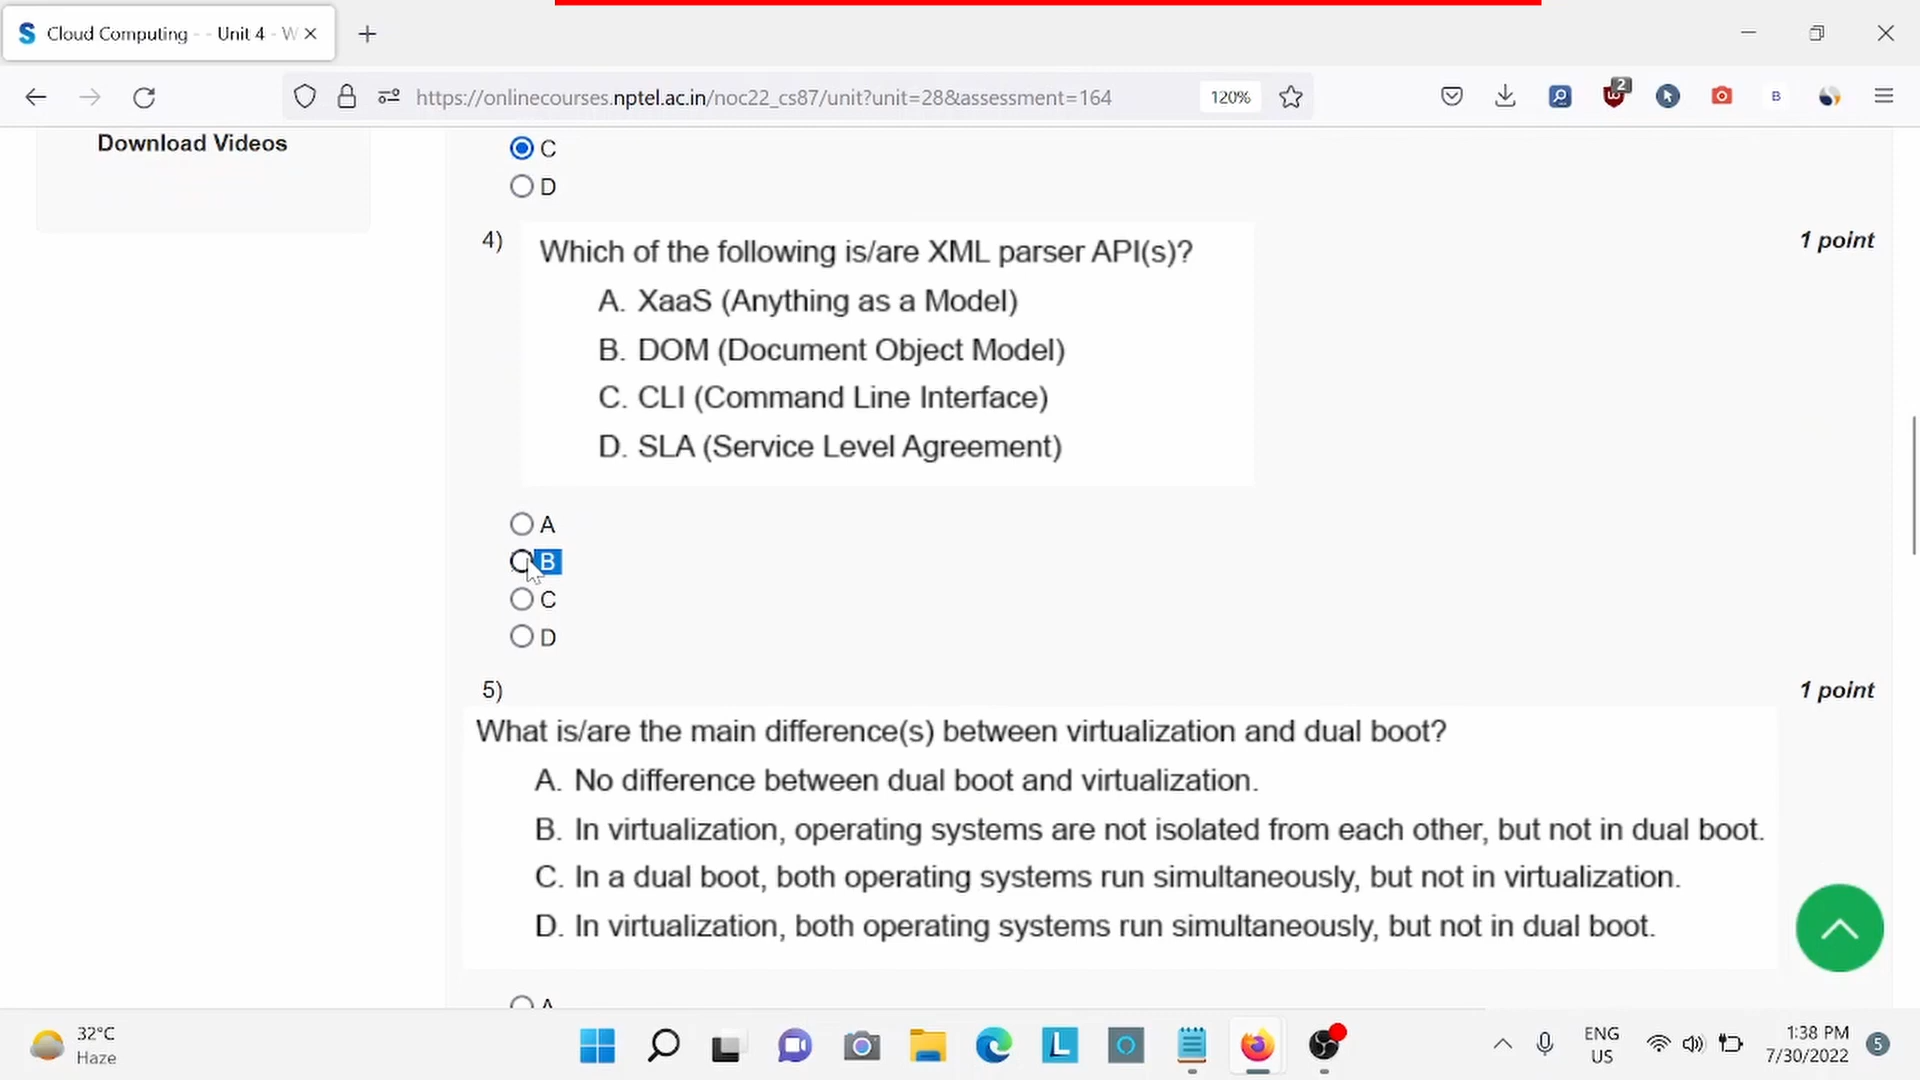 Cloud Computing - - Unit 4 - W
https://onlinecourses.nptel.ac.in/noc22_cs87/unit?unit=28&assessment=164
120%
2
B
Download Videos
C
D
4)
1 point
Which of the following is/are XML parser API(s)?
A. XaaS (Anything as a Model)
B. DOM (Document Object Model)
C. CLI (Command Line Interface)
D. SLA (Service Level Agreement)
A
B
C
D
5)
1 point
What is/are the main difference(s) between virtualization and dual boot?
A. No difference between dual boot and virtualization.
B. In virtualization, operating systems are not isolated from each other, but not in dual boot.
C. In a dual boot, both operating systems run simultaneously, but not in virtualization.
D. In virtualization, both operating systems run simultaneously, but not in dual boot.
A
32°C
Haze
L
ENG
US
1:38 PM
7/30/2022
5